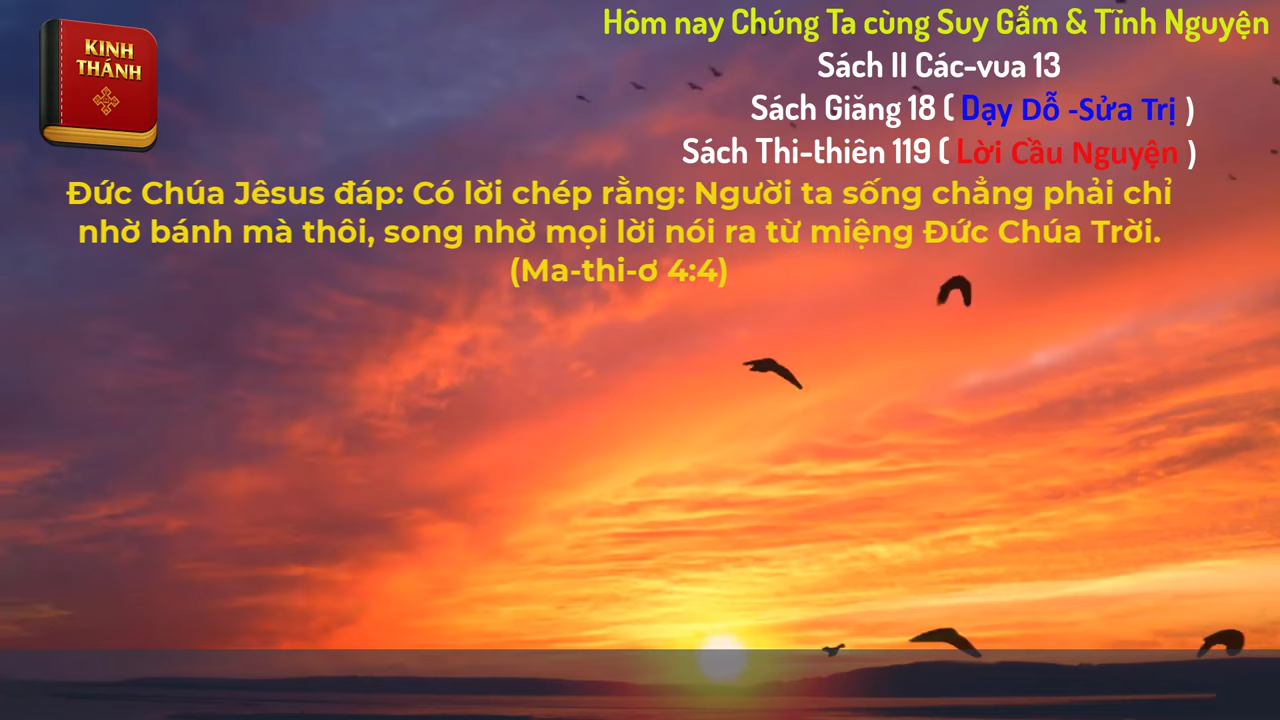 KINH
THÁNH
Hôm nay Chúng Ta cùng Suy Gẫm & Tĩnh Nguyện
Sách II Các-vua 13
Sách Giăng 18 ( Dạy Dỗ -Sửa Trị )
Sách Thi-thiên 119 ( Lời Cầu Nguyện )
Đức Chúa Jêsus đáp: Có lời chép rằng: Người ta sống chẳng phải chỉ
nhờ bánh mà thôi, song nhờ mọi lời nói ra từ miệng Đức Chúa Trời.
(Ma-thi-ơ 4:4)